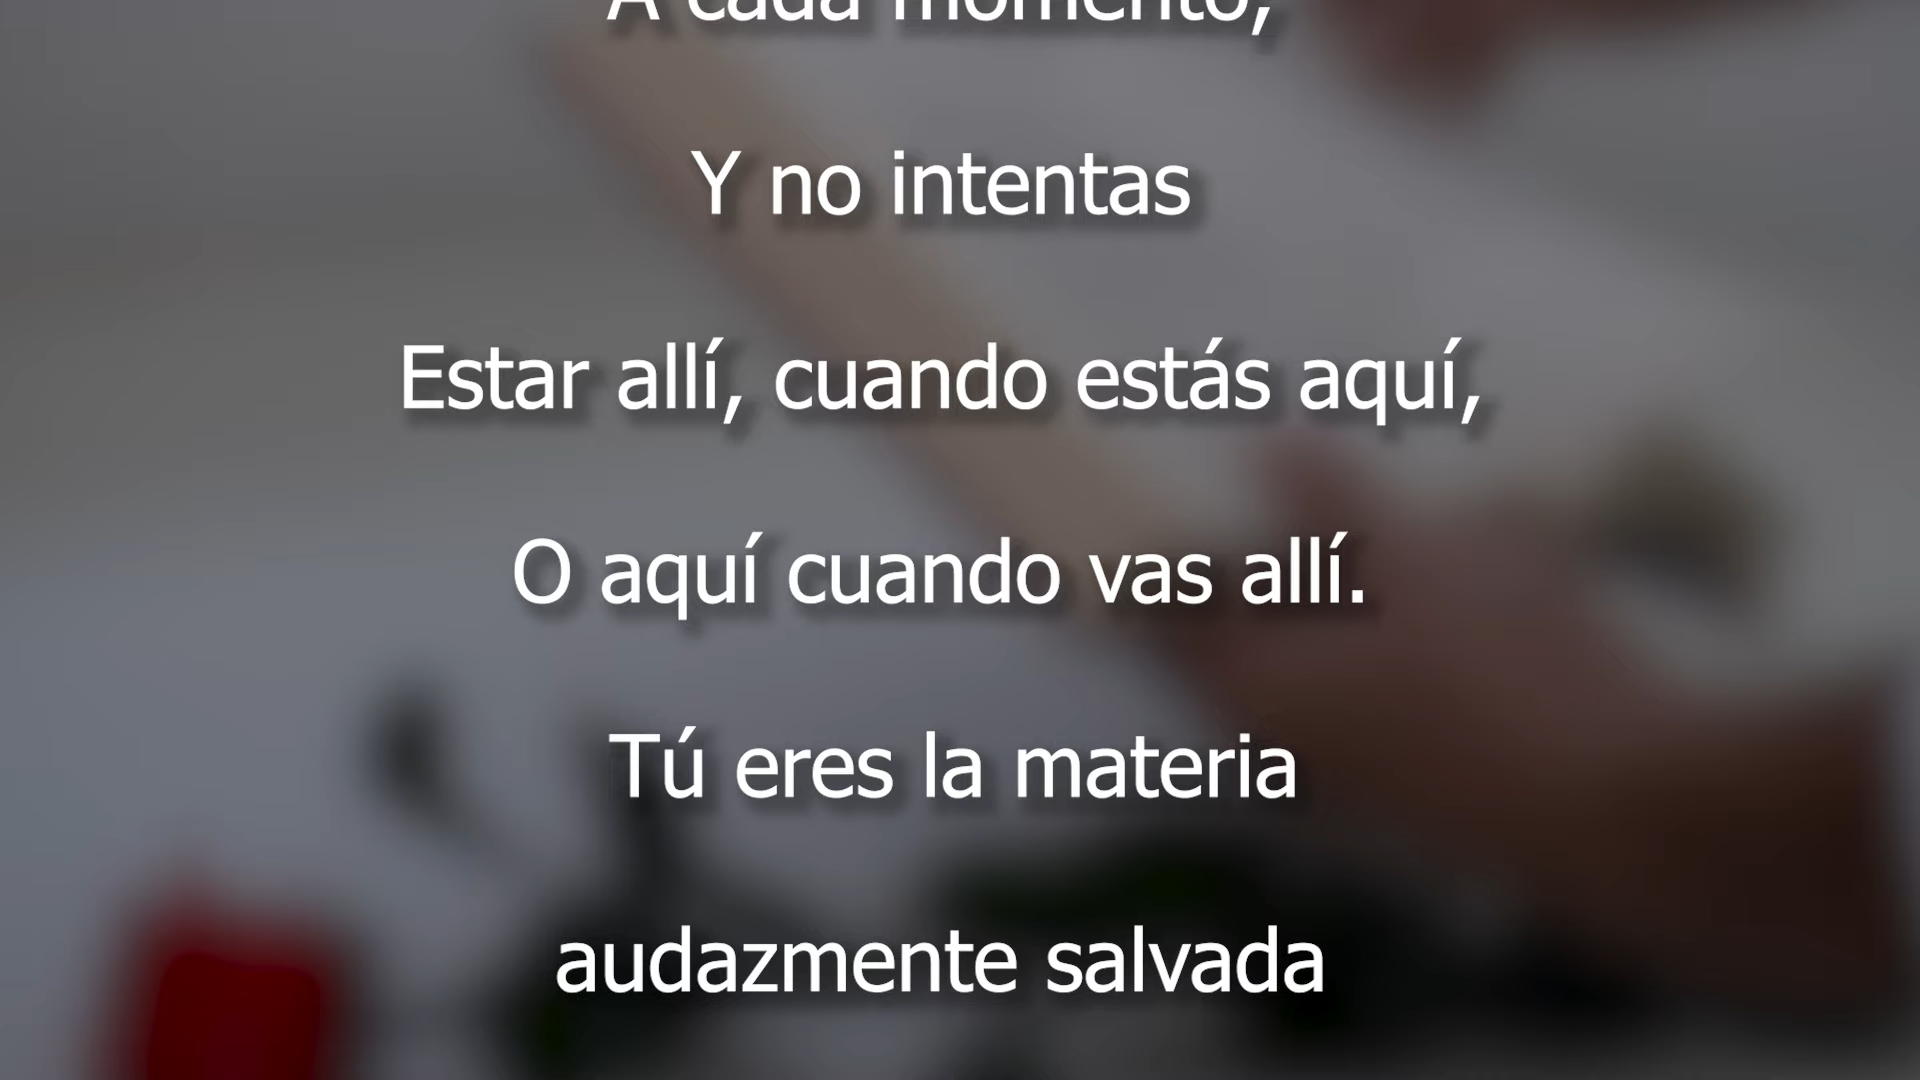 A cada momento,
Y no intentas
Estar allí, cuando estás aquí,
O aquí cuando vas allí.
Tú eres la materia
audazmente salvada